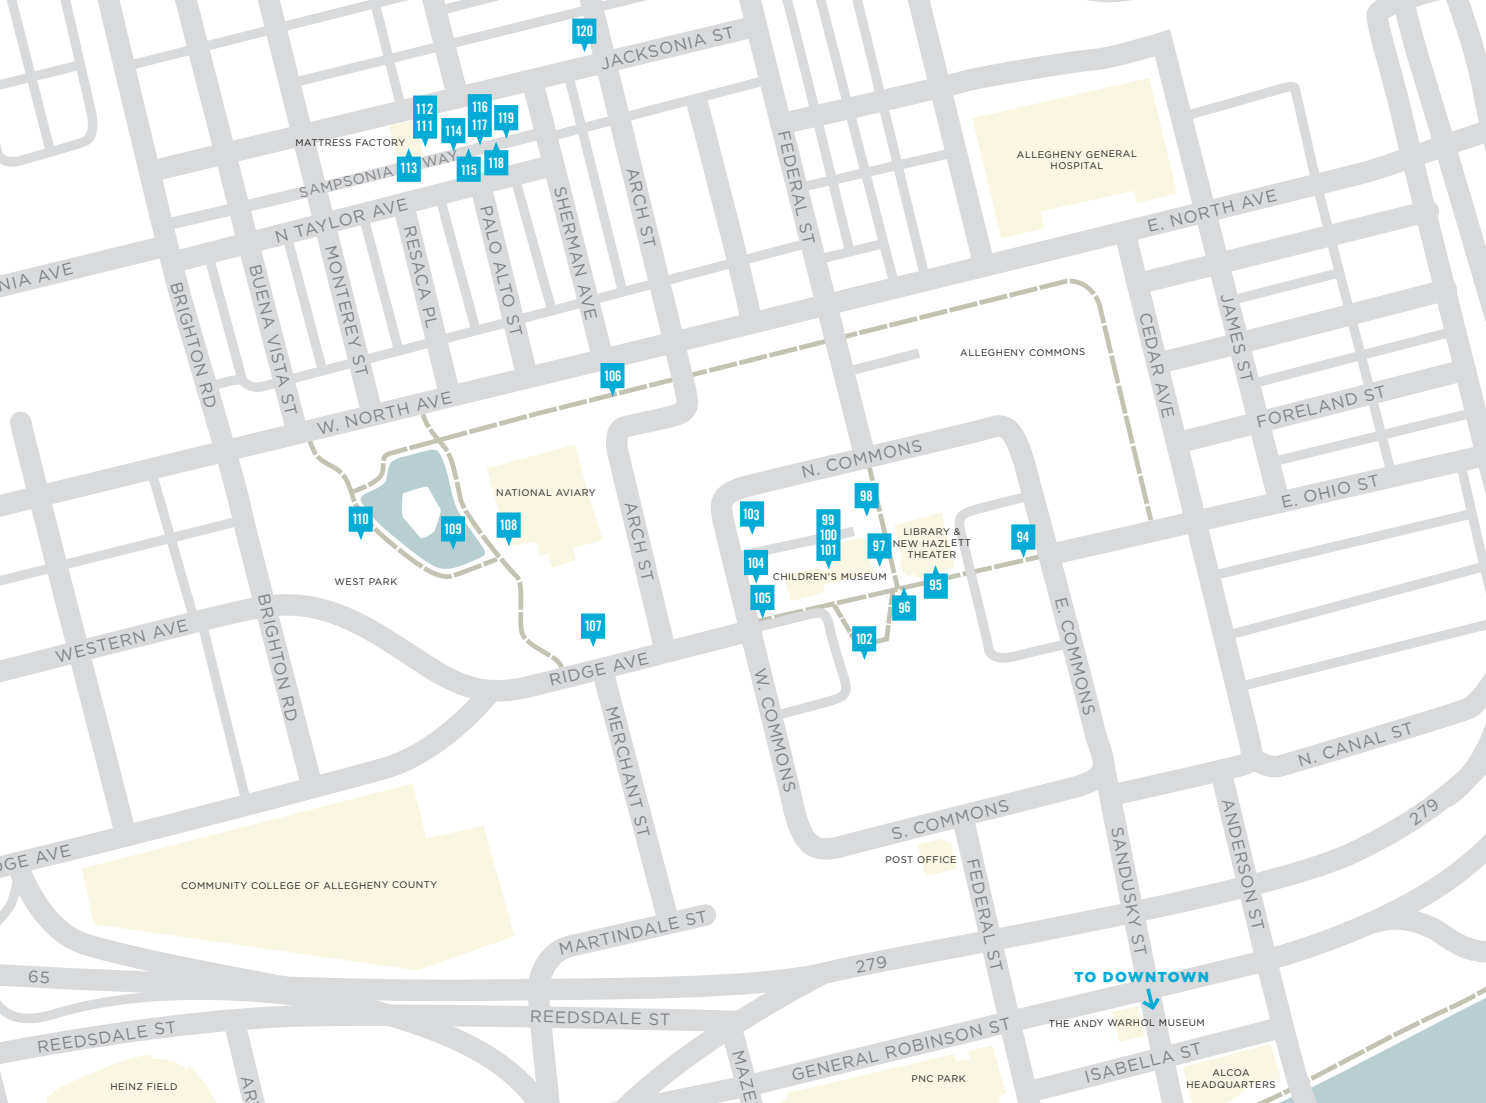 120
JACKSONIA ST
112
111
116
117
119
114
MATTRESS FACTORY
113
115
118
SAMPSONIA WAY
N TAYLOR AVE
FEDERAL ST
ARCH ST
SHERMAN AVE
ALLEGHENY GENERAL
HOSPITAL
E. NORTH AVE
NIA AVE
BRIGHTON RD
BUENA VISTA ST
MONTEREY ST
RESACA PL
PALO ALTO ST
CEDAR AVE
JAMES ST
ALLEGHENY COMMONS
106
W. NORTH AVE
FORELAND ST
N. COMMONS
E. OHIO ST
NATIONAL AVIARY
110
109
108
ARCH ST
103
98
99
100
101
97
LIBRARY &
NEW HAZLETT
THEATER
94
104
CHILDREN'S MUSEUM
95
105
96
WEST PARK
107
102
WESTERN AVE
BRIGHTON RD
RIDGE AVE
E. COMMONS
W. COMMONS
MERCHANT ST
N. CANAL ST
279
S. COMMONS
POST OFFICE
DGE AVE
COMMUNITY COLLEGE OF ALLEGHENY COUNTY
FEDERAL ST
SANDUSKY ST
ANDERSON ST
MARTINDALE ST
65
279
TO DOWNTOWN
REEDSDALE ST
REEDSDALE ST
THE ANDY WARHOL MUSEUM
GENERAL ROBINSON ST
ISABELLA ST
HEINZ FIELD
AR
MAZE
PNC PARK
ALCOA
HEADQUARTERS